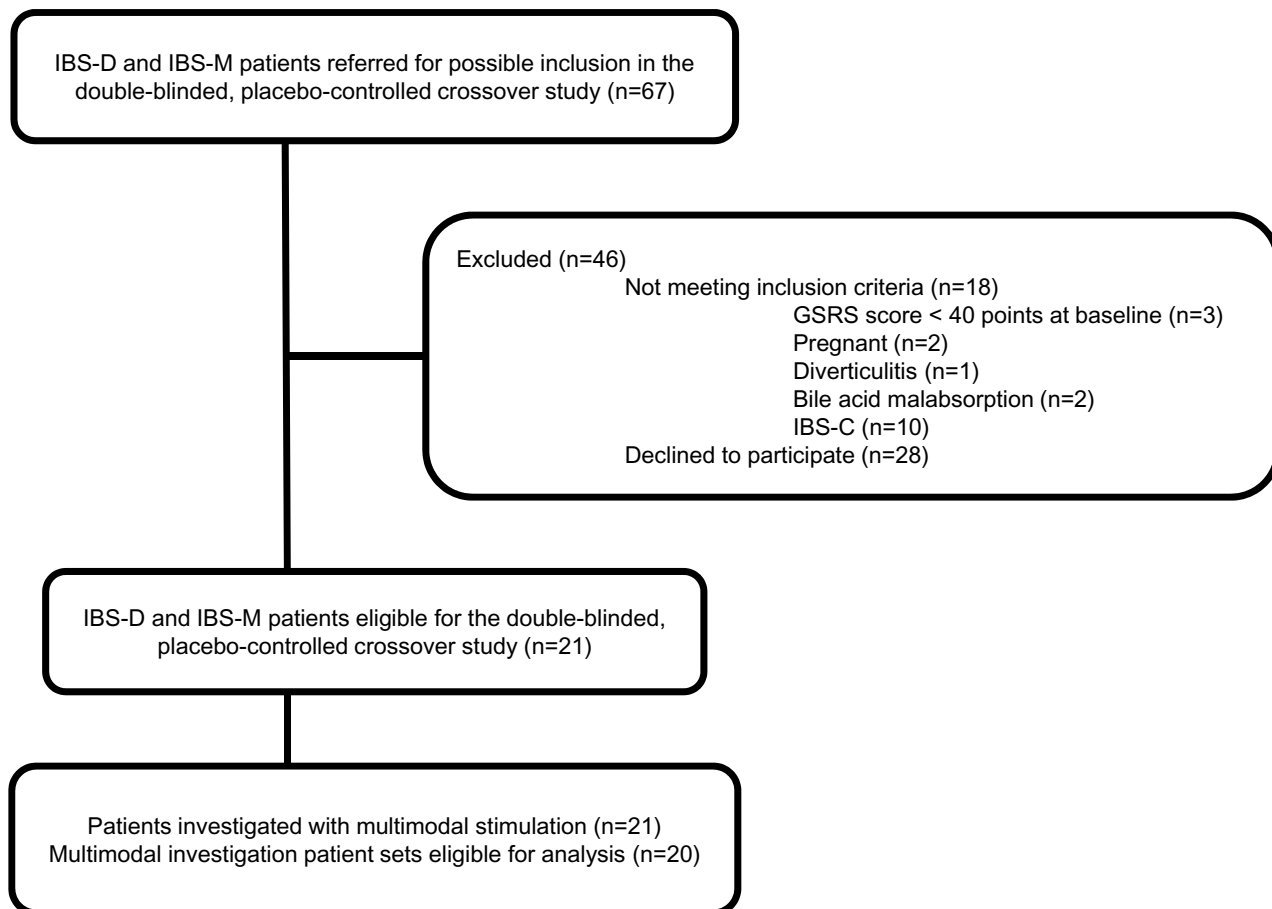 IBS-D and IBS-M patients referred for possible inclusion in the
double-blinded, placebo-controlled crossover study (n=67)
Excluded (n=46)
Not meeting inclusion criteria (n=18)
GSRS score < 40 points at baseline (n=3)
Pregnant (n=2)
Diverticulitis (n=1)
Bile acid malabsorption (n=2)
IBS-C (n=10)
Declined to participate (n=28)
IBS-D and IBS-M patients eligible for the double-blinded,
placebo-controlled crossover study (n=21)
Patients investigated with multimodal stimulation (n=21)
Multimodal investigation patient sets eligible for analysis (n=20)